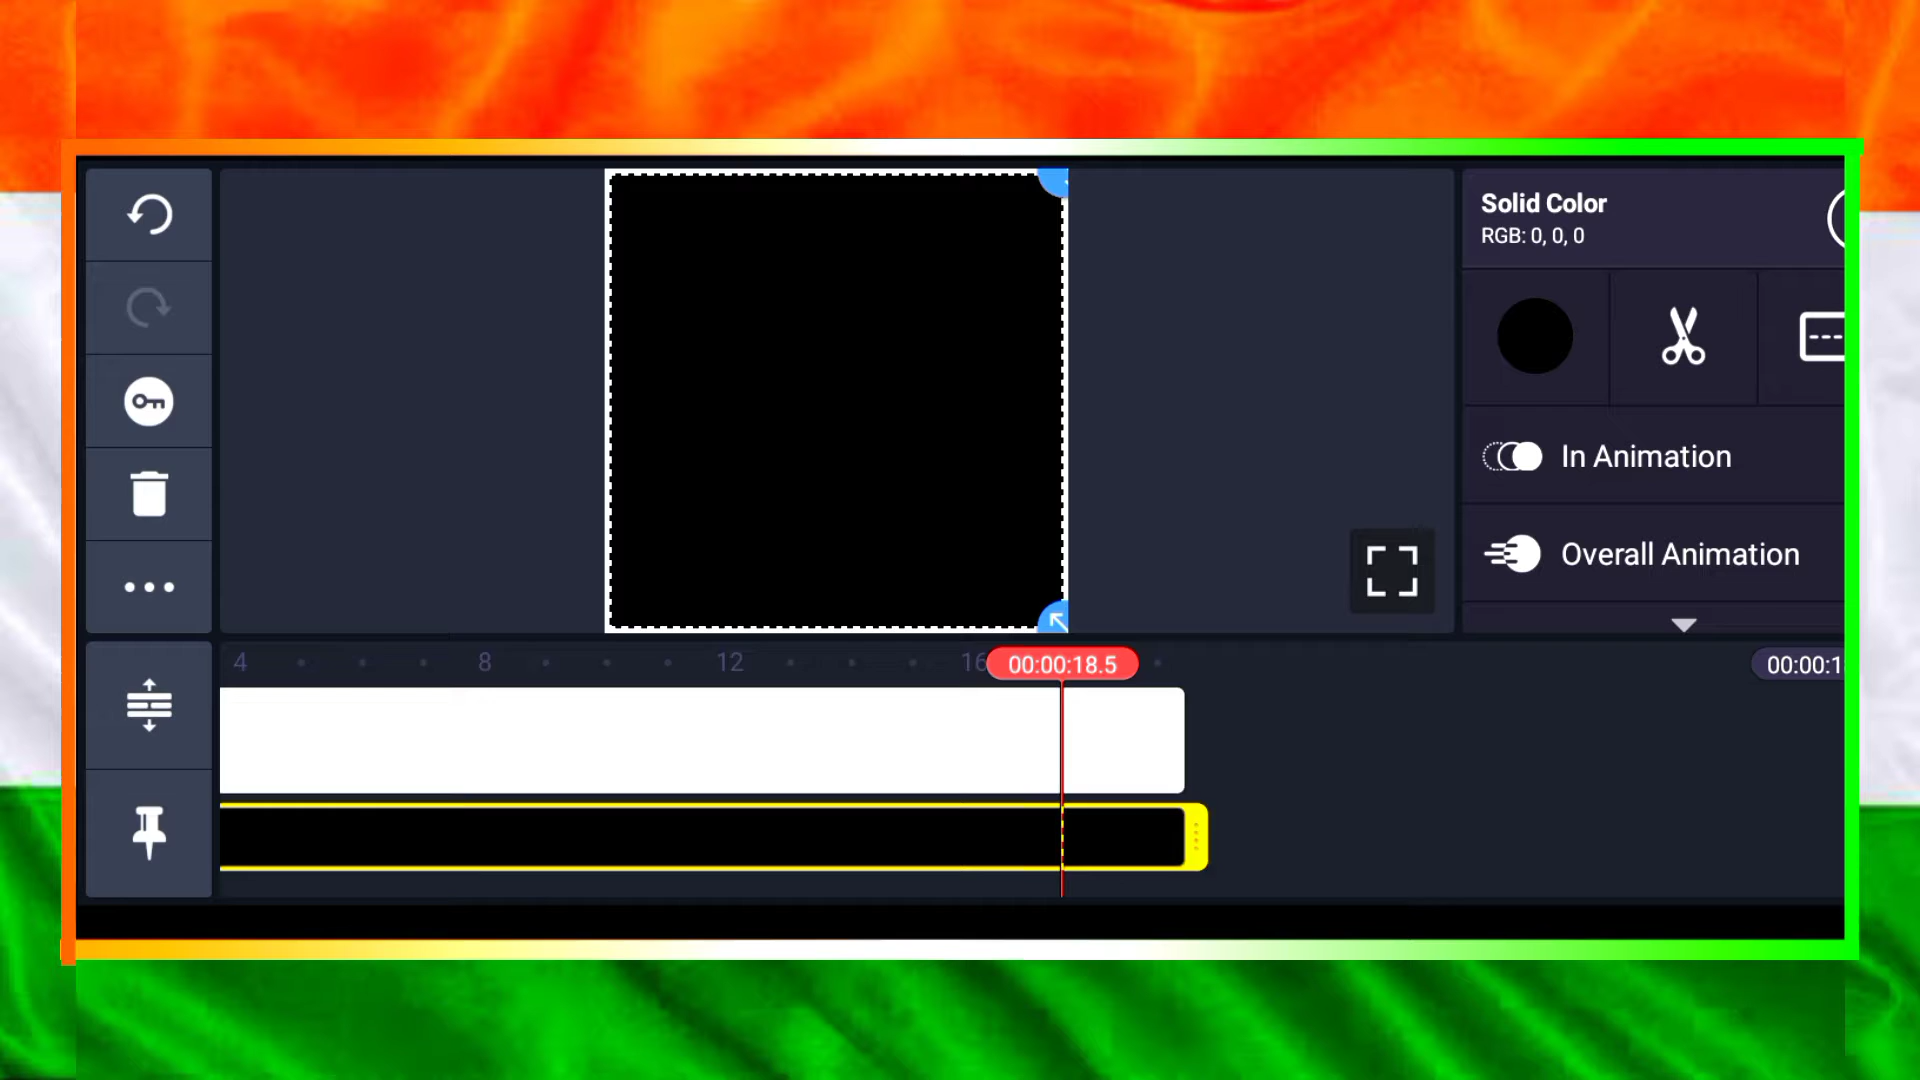 Solid Color
RGB: 0, 0, 0
In Animation
Overall Animation
4 8 12 16 00:00:18.5 00:00:1